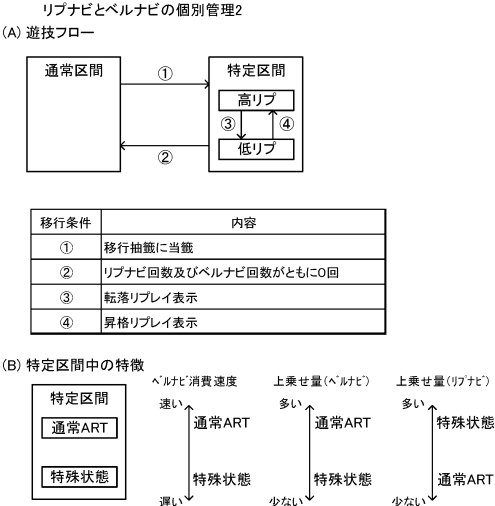 リプナビとベルナビの個別管理2
(A) 遊技フロー
通常区間
①
特定区間
高リプ
③
④
低リプ
②
移行条件 内容
① 移行抽籤に当籤
② リプナビ回数及びベルナビ回数がともに0回
③ 転落リプレイ表示
④ 昇格リプレイ表示
(B) 特定区間中の特徴
特定区間
通常ART
特殊状態
ベルナビ消費速度
速い
通常ART
特殊状態
遅い
上乗せ量(ベルナビ)
多い
通常ART
特殊状態
少ない
上乗せ量(リプナビ)
多い
特殊状態
通常ART
少ない